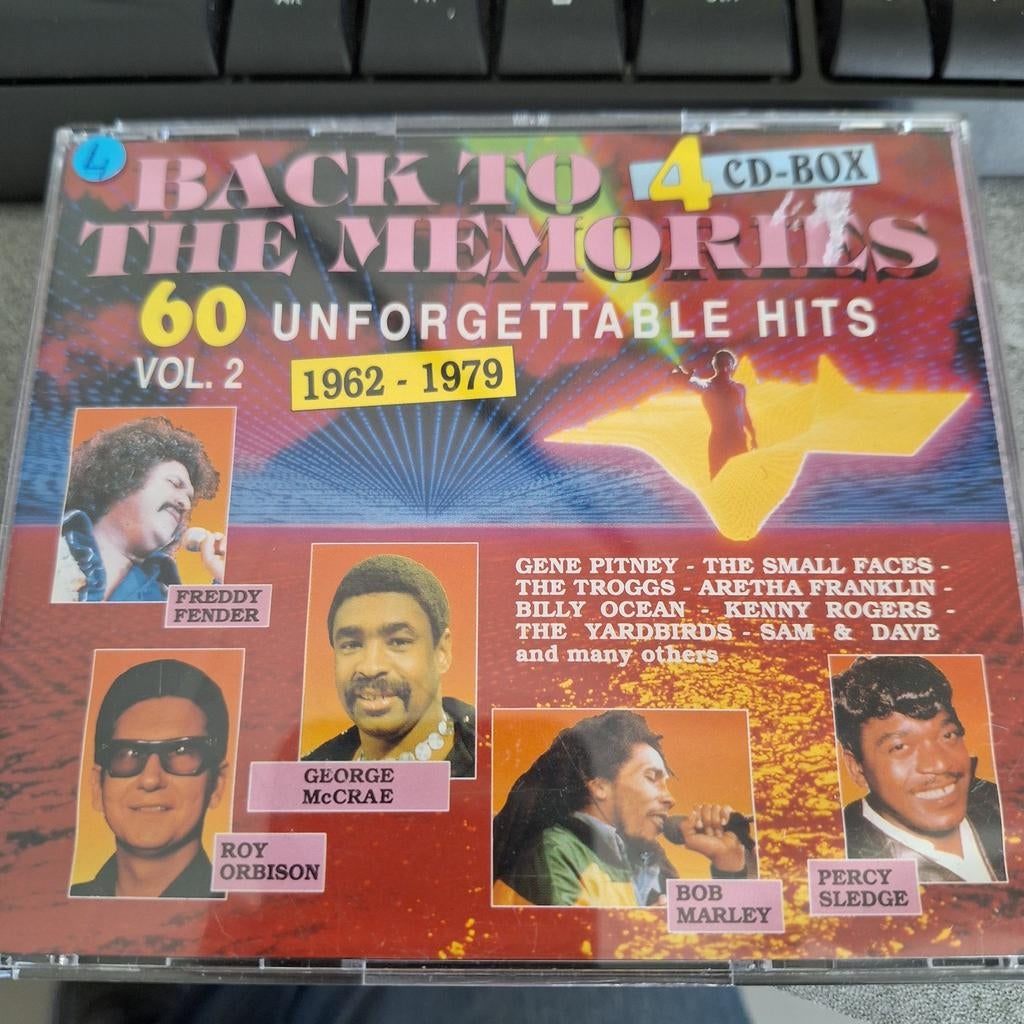 4
BACK TO
4 CD-BOX
THE MEMORIES
60 UNFORGETTABLE HITS
VOL. 2
1962 - 1979
FREDDY
FENDER
GENE PITNEY - THE SMALL FACES -
THE TROGGS - ARETHA FRANKLIN -
BILLY OCEAN - KENNY ROGERS -
THE YARDBIRDS - SAM & DAVE
and many others
GEORGE
McCRAE
ROY
ORBISON
BOB
MARLEY
PERCY
SLEDGE